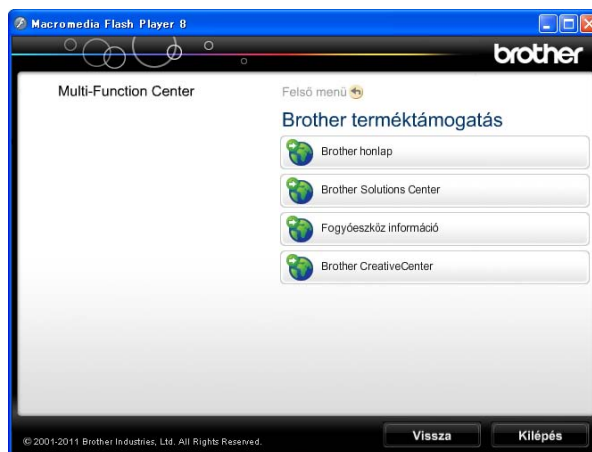 Macromedia Flash Player 8
brother
Multi-Function Center
Felső menü
Brother terméktámogatás
Brother honlap
Brother Solutions Center
Fogyóeszköz információ
Brother CreativeCenter
© 2001-2011 Brother Industries, Ltd. All Rights Reserved.
Vissza
Kilépés